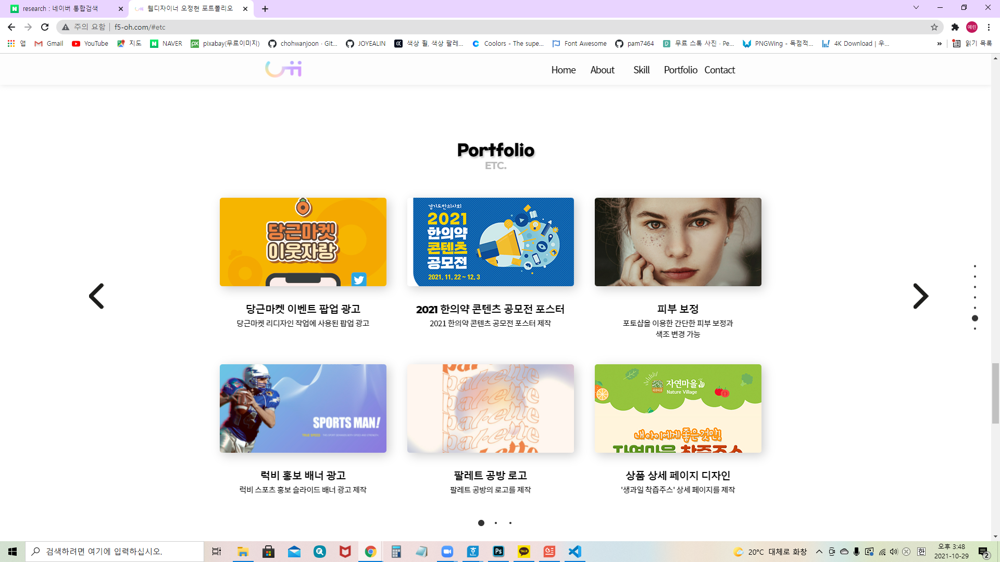 research : 네이버 통합검색
웹디자이너 오정현 포트폴리오
주의 요함 f5-oh.com/#etc
예린
앱 Gmail YouTube 지도 NAVER pixabay(무료이미지) chohwanjoon · Git... JOYEALIN 색상 휠, 색상 팔레... Coolors - The supe... Font Awesome pam7464 무료 스톡 사진 · Pe... PNGWing - 독점적... 4K Download | 우... » 읽기 목록
Home About Skill Portfolio Contact
Portfolio
ETC.
당근마켓
이웃자랑
경기도한의사회
2021
한의약
콘텐츠
공모전
2021. 11. 22 ~ 12. 3
당근마켓 이벤트 팝업 광고
당근마켓 리디자인 작업에 사용된 팝업 광고
2021 한의약 콘텐츠 공모전 포스터
2021 한의약 콘텐츠 공모전 포스터 제작
피부 보정
포토샵을 이용한 간단한 피부 보정과
색조 변경 가능
SPORTS MAN!
TRUE SPEED
pal-ette
pal-ette
pal-ette
pal-ette
pal-ette
자연마을
Nature Village
내 아이에게 좋은것만!
자연마을 착즙주스
럭비 홍보 배너 광고
럭비 스포츠 홍보 슬라이드 배너 광고 제작
팔레트 공방 로고
팔레트 공방의 로고를 제작
상품 상세 페이지 디자인
'생과일 착즙주스' 상세 페이지를 제작
검색하려면 여기에 입력하십시오.
Ps
TALK
20°C 대체로 화창
한
오후 3:48
2021-10-29
2